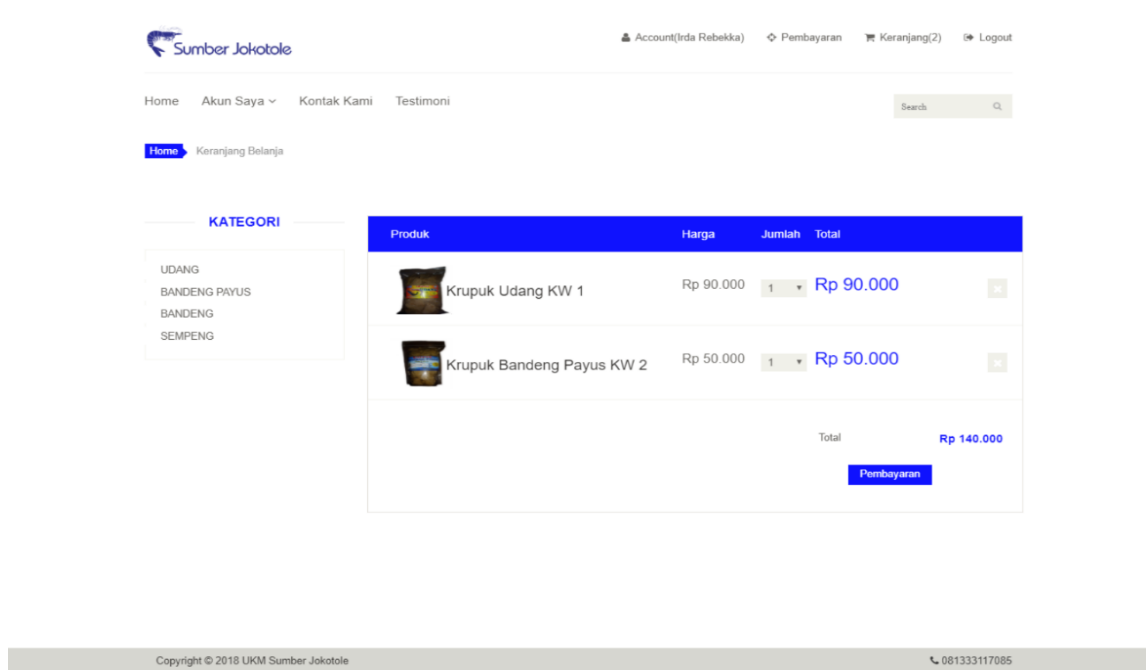 Sumber Jokotole
Account(Irda Rebekka) Pembayaran Keranjang(2) Logout
Home Akun Saya Kontak Kami Testimoni
Search
Home Keranjang Belanja
KATEGORI
UDANG
BANDENG PAYUS
BANDENG
SEMPENG
Produk Harga Jumlah Total
Krupuk Udang KW 1 Rp 90.000 1 Rp 90.000
Krupuk Bandeng Payus KW 2 Rp 50.000 1 Rp 50.000
Total Rp 140.000
Pembayaran
Copyright © 2018 UKM Sumber Jokotole 081333117085